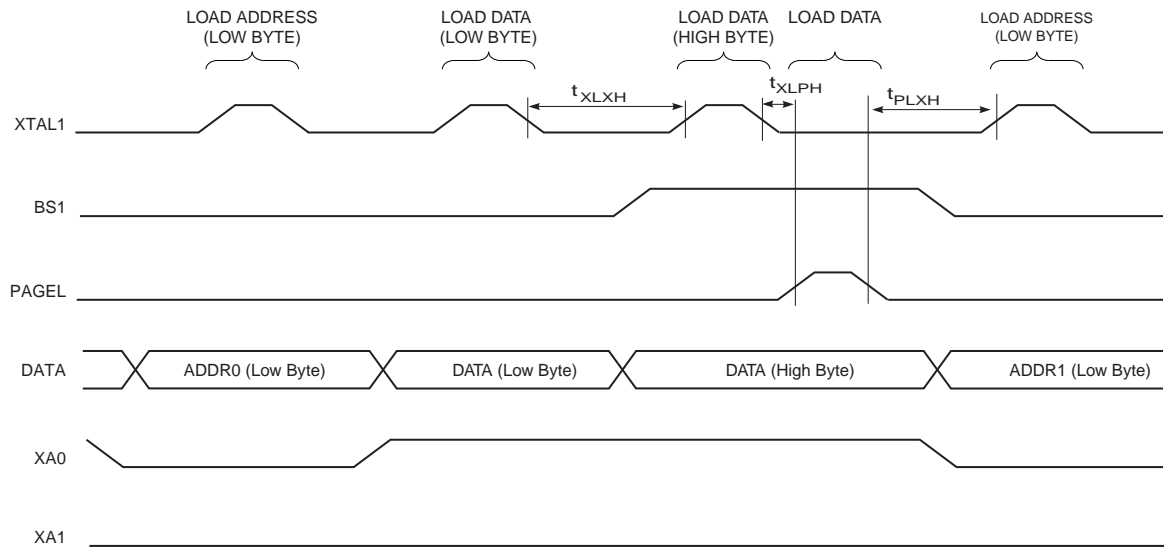 LOAD ADDRESS
(LOW BYTE)
LOAD DATA
(LOW BYTE)
LOAD DATA
(HIGH BYTE)
LOAD DATA
LOAD ADDRESS
(LOW BYTE)
XTAL1
tXLXH
tXLPH
tPLXH
BS1
PAGEL
DATA
ADDR0 (Low Byte)
DATA (Low Byte)
DATA (High Byte)
ADDR1 (Low Byte)
XA0
XA1